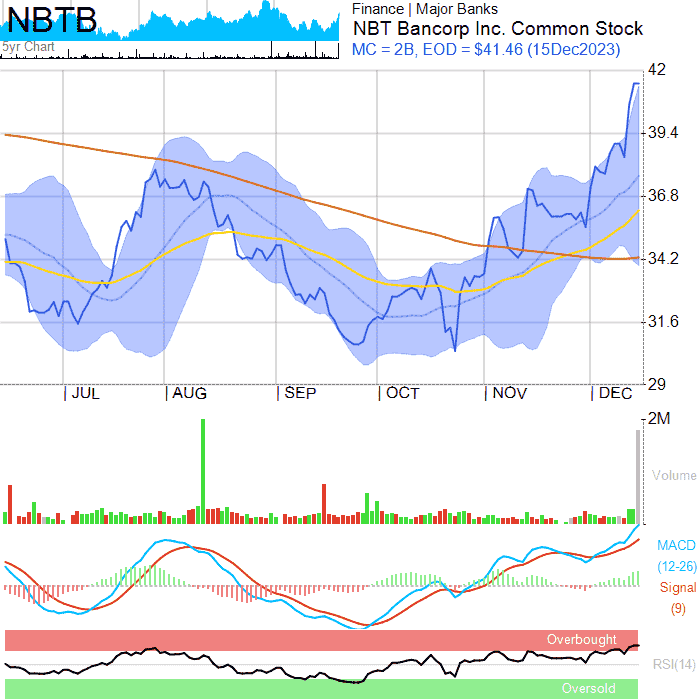 NBTB
5yr Chart
Finance | Major Banks
NBT Bancorp Inc. Common Stock
MC = 2B, EOD = $41.46 (15Dec2023)
42
39.4
36.8
34.2
31.6
29
| JUL | AUG | SEP | OCT | NOV | DEC
2M
Volume
MACD
(12-26)
Signal
(9)
Overbought
RSI(14)
Oversold